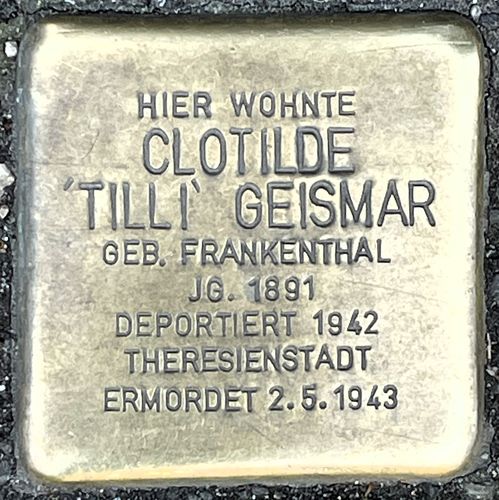 HIER WOHNTE
CLOTILDE
´TILLI` GEISMAR
GEB. FRANKENTHAL
JG. 1891
DEPORTIERT 1942
THERESIENSTADT
ERMORDET 2.5.1943